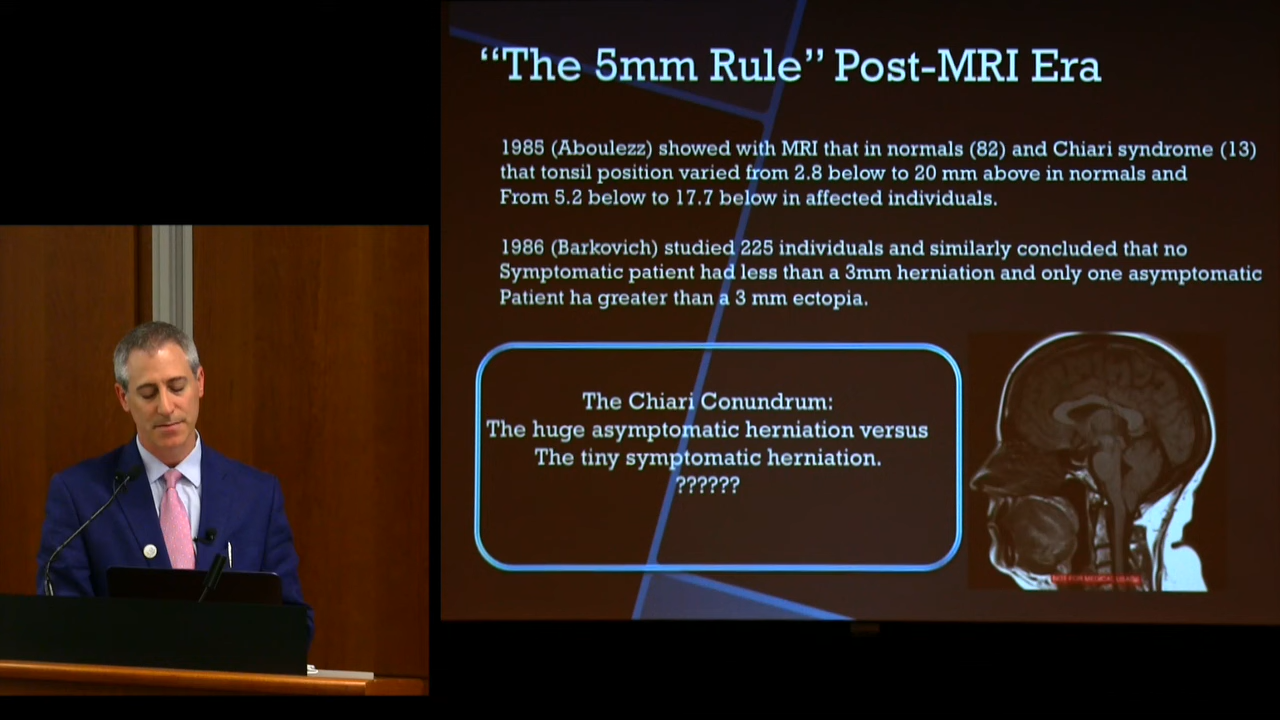 “The 5mm Rule” Post-MRI Era
1985 (Aboulezz) showed with MRI that in normals (82) and Chiari syndrome (13)
that tonsil position varied from 2.8 below to 20 mm above in normals and
From 5.2 below to 17.7 below in affected individuals.
1986 (Barkovich) studied 225 individuals and similarly concluded that no
Symptomatic patient had less than a 3mm herniation and only one asymptomatic
Patient ha greater than a 3 mm ectopia.
The Chiari Conundrum:
The huge asymptomatic herniation versus
The tiny symptomatic herniation.
??????
NOT FOR MEDICAL USAGE